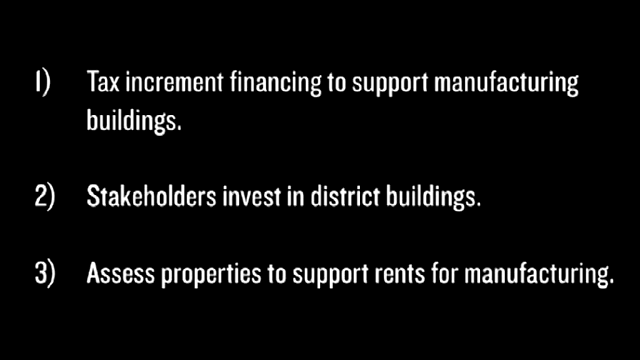 1) Tax increment financing to support manufacturing
buildings.
2) Stakeholders invest in district buildings.
3) Assess properties to support rents for manufacturing.